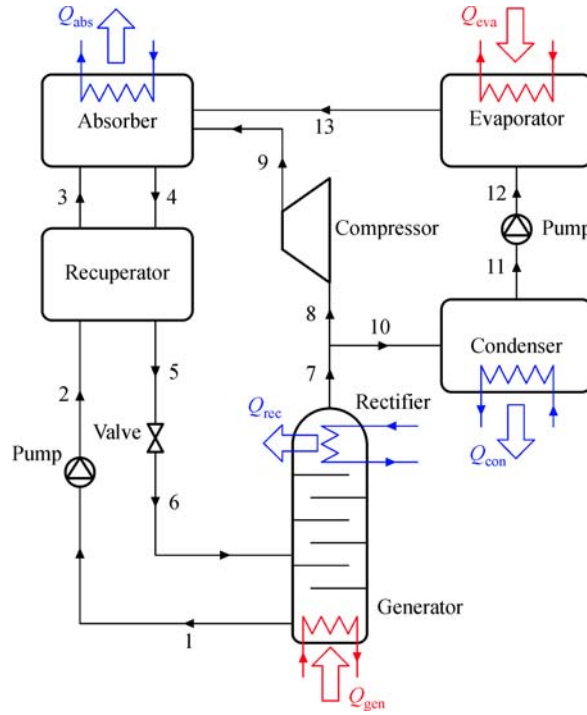 Qabs
Qeva
Absorber
13
Evaporator
9
12
3
4
Compressor
Pump
Recuperator
11
8
10
Condenser
2
5
7
Rectifier
Qrec
Valve
Qcon
Pump
6
Generator
1
Qgen